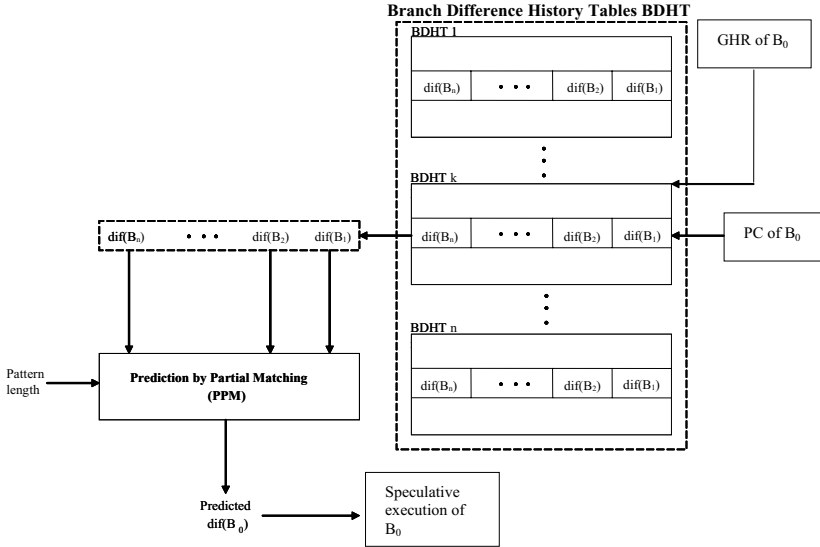 Branch Difference History Tables BDHT
BDHT 1
dif(Bₙ) • • • dif(B₂) dif(B₁)
GHR of B₀
BDHT k
dif(Bₙ) • • • dif(B₂) dif(B₁)
PC of B₀
dif(Bₙ) • • • dif(B₂) dif(B₁)
BDHT n
dif(Bₙ) • • • dif(B₂) dif(B₁)
Pattern
length
Prediction by Partial Matching
(PPM)
Predicted
dif(B₀)
Speculative
execution of
B₀